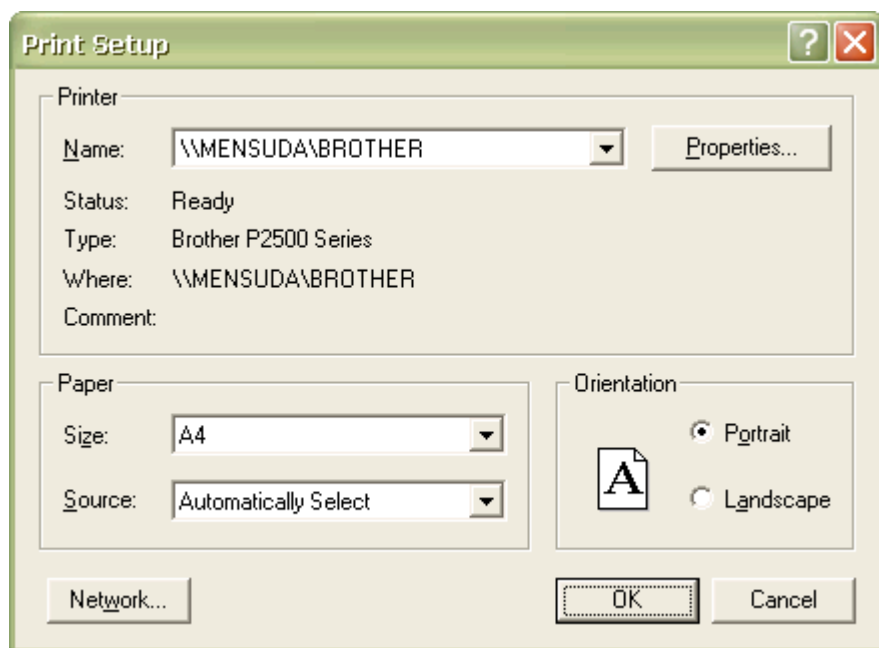 Print Setup
Printer
Name: \\MENSUDA\BROTHER Properties...
Status: Ready
Type: Brother P2500 Series
Where: \\MENSUDA\BROTHER
Comment:
Paper
Size: A4
Source: Automatically Select
Orientation
A
Portrait
Landscape
Network... OK Cancel